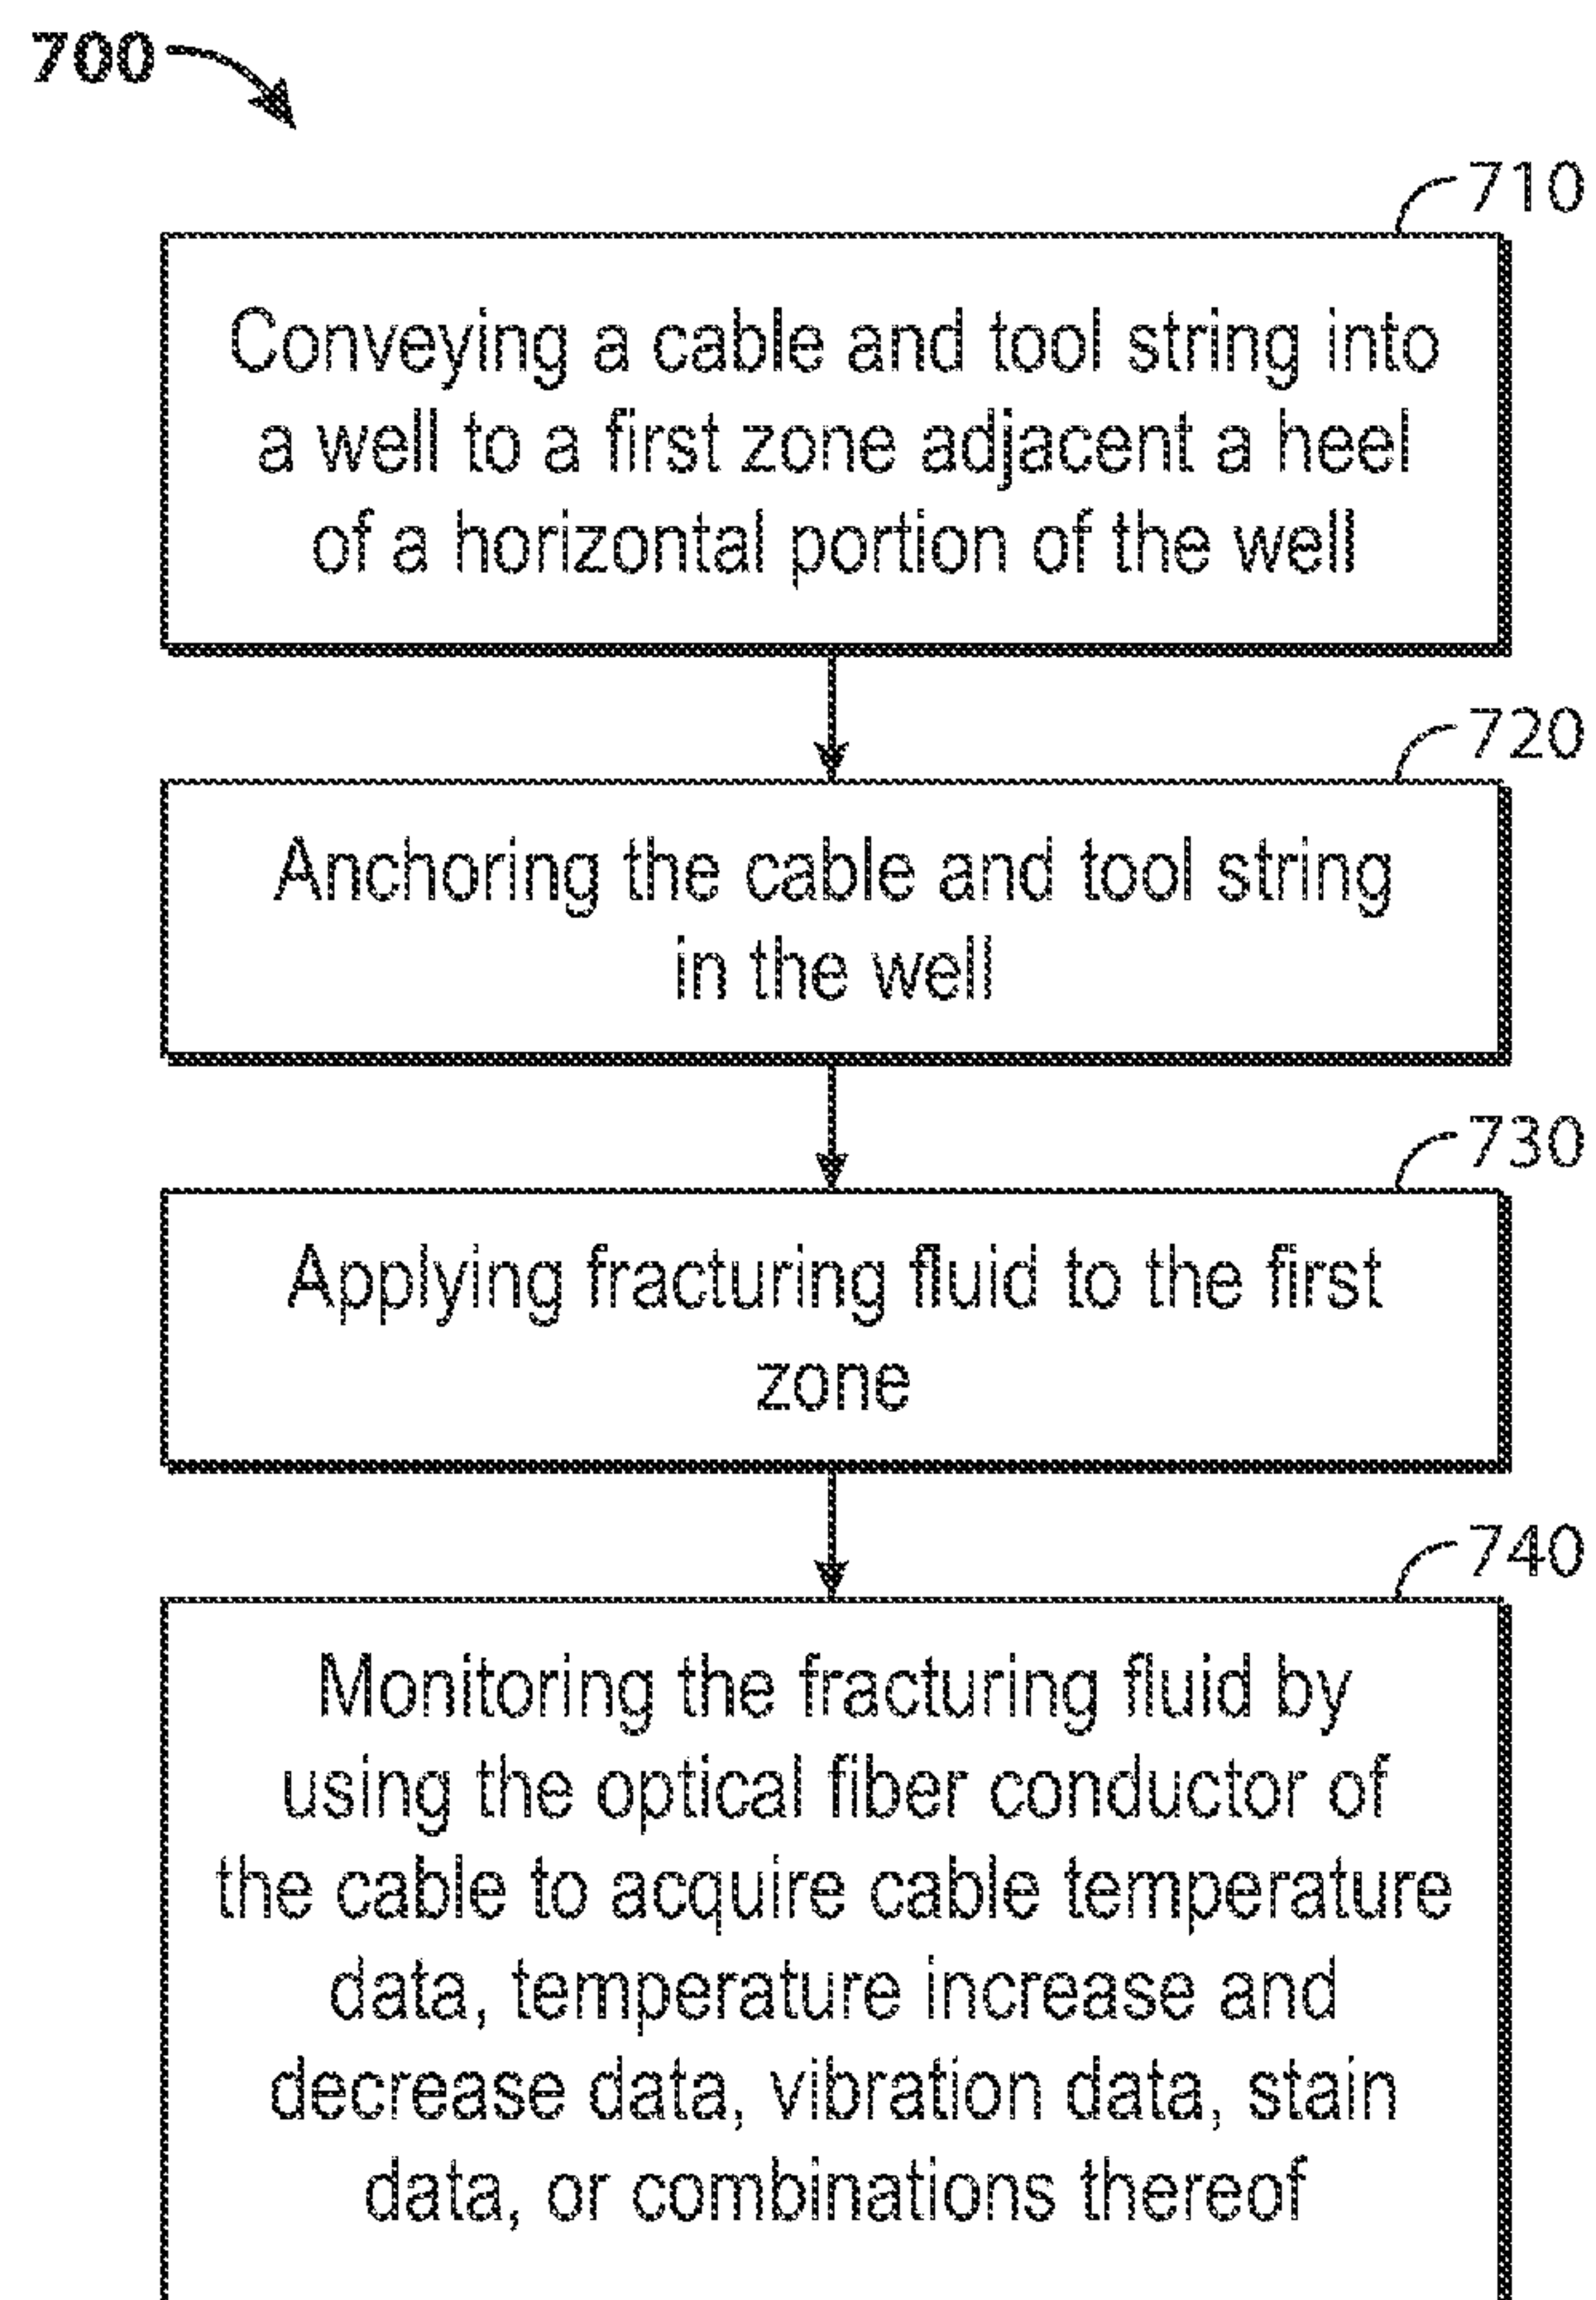 700
710
Conveying a cable and tool string into
a well to a first zone adjacent a heel
of a horizontal portion of the well
720
Anchoring the cable and tool string
in the well
730
Applying fracturing fluid to the first
zone
740
Monitoring the fracturing fluid by
using the optical fiber conductor of
the cable to acquire cable temperature
data, temperature increase and
decrease data, vibration data, stain
data, or combinations thereof